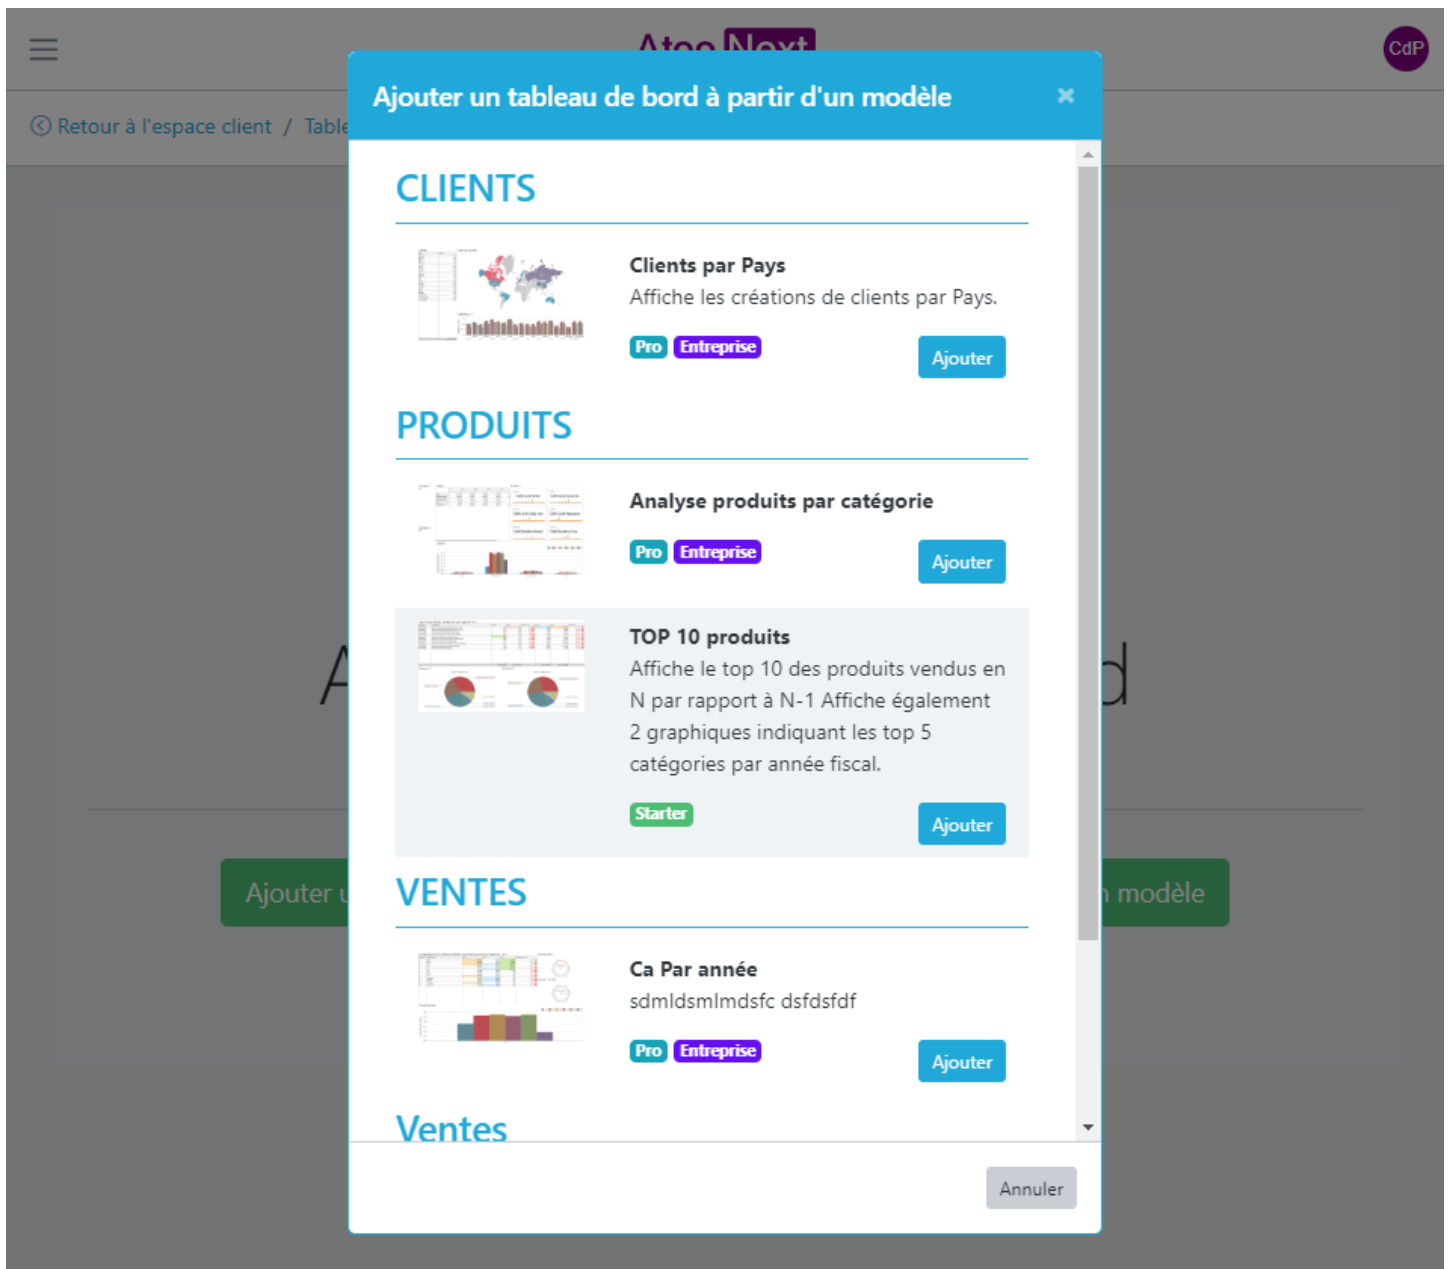 Atoo Next
CdP
Ajouter un tableau de bord à partir d'un modèle ×
Retour à l'espace client / Table
CLIENTS
Clients par Pays
Affiche les créations de clients par Pays.
Pro Entreprise
Ajouter
PRODUITS
Analyse produits par catégorie
Pro Entreprise
Ajouter
TOP 10 produits
Affiche le top 10 des produits vendus en
N par rapport à N-1 Affiche également
2 graphiques indiquant les top 5
catégories par année fiscal.
Starter
Ajouter
A
d
Ajouter u
n modèle
VENTES
Ca Par année
sdmldsmlmdsfc dsfdsfdf
Pro Entreprise
Ajouter
Ventes
Annuler